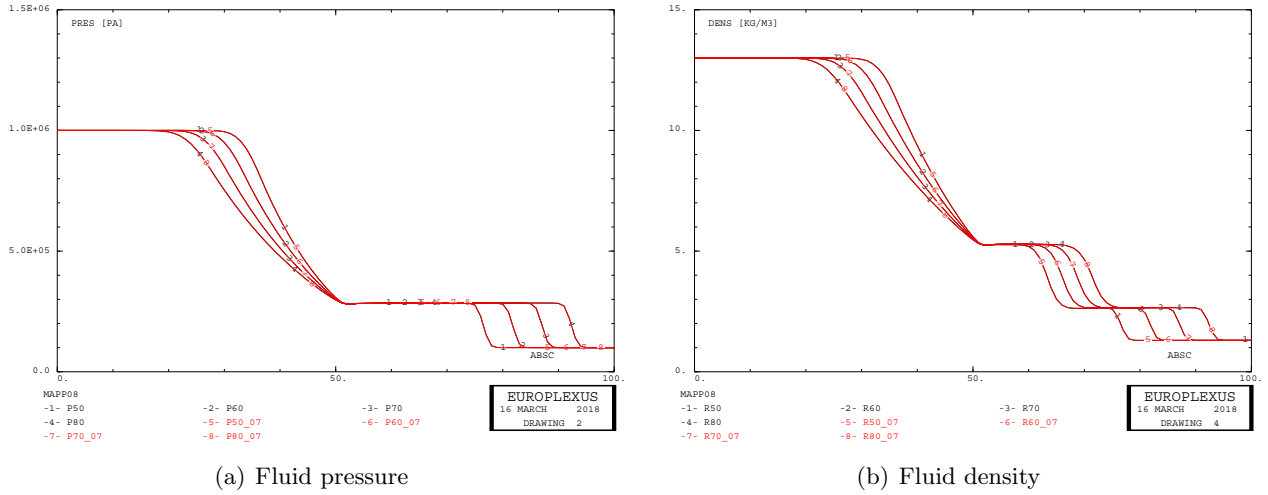 1.5E+06
PRES [PA]
1.0E+06
5.0E+05
0.0
0.
50.
100.
ABSC
MAPP08
-1- P50
-2- P60
-3- P70
-4- P80
-5- P50_07
-6- P60_07
-7- P70_07
-8- P80_07
EUROPLEXUS
16 MARCH 2018
DRAWING 2
(a) Fluid pressure
15.
DENS [KG/M3]
10.
5.
0.0
0.
50.
100.
ABSC
MAPP08
-1- R50
-2- R60
-3- R70
-4- R80
-5- R50_07
-6- R60_07
-7- R70_07
-8- R80_07
EUROPLEXUS
16 MARCH 2018
DRAWING 4
(b) Fluid density